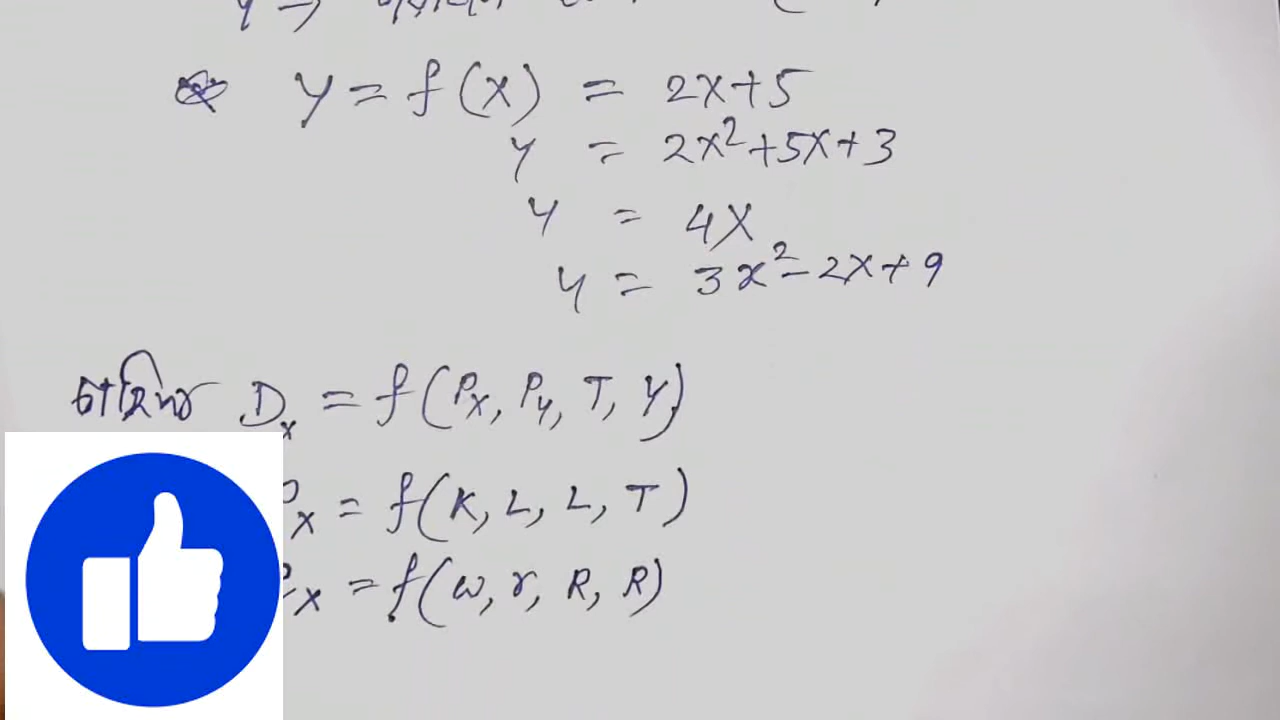 Y = f(x) = 2x+5
Y = 2x²+5x+3
Y = 4x
Y = 3x²-2x+9
চাহিদার Dx = f(Px, Py, T, Y)
x = f(K, L, L, T)
x = f(w, r, R, R)